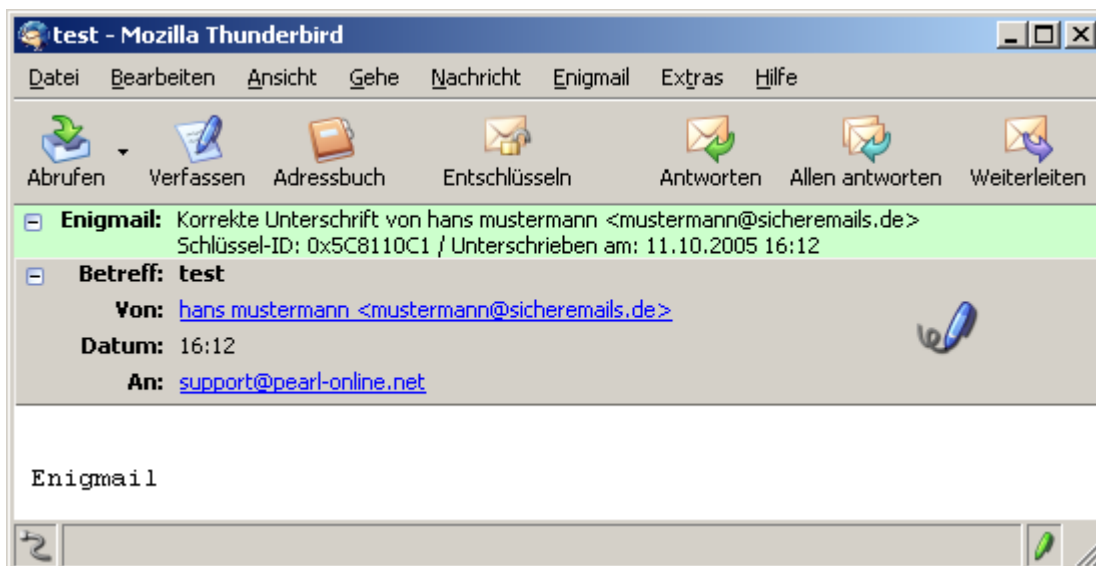 test - Mozilla Thunderbird
Datei Bearbeiten Ansicht Gehe Nachricht Enigmail Extras Hilfe
Abrufen Verfassen Adressbuch Entschlüsseln Antworten Allen antworten Weiterleiten
Enigmail: Korrekte Unterschrift von hans mustermann <mustermann@sicheremails.de>
Schlüssel-ID: 0x5C8110C1 / Unterschrieben am: 11.10.2005 16:12
Betreff: test
Von: hans mustermann <mustermann@sicheremails.de>
Datum: 16:12
An: support@pearl-online.net
Enigmail